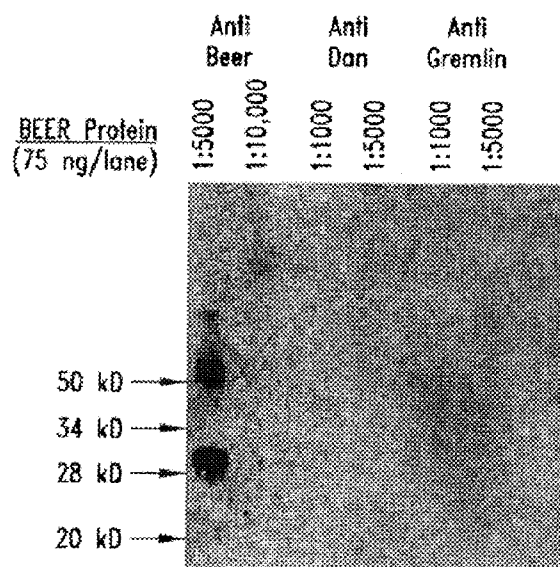 Anti Anti Anti
Beer Dan Gremlin
BEER Protein
(75 ng/lane)
1:5000
1:10,000
1:1000
1:5000
1:1000
1:5000
50 kD
34 kD
28 kD
20 kD